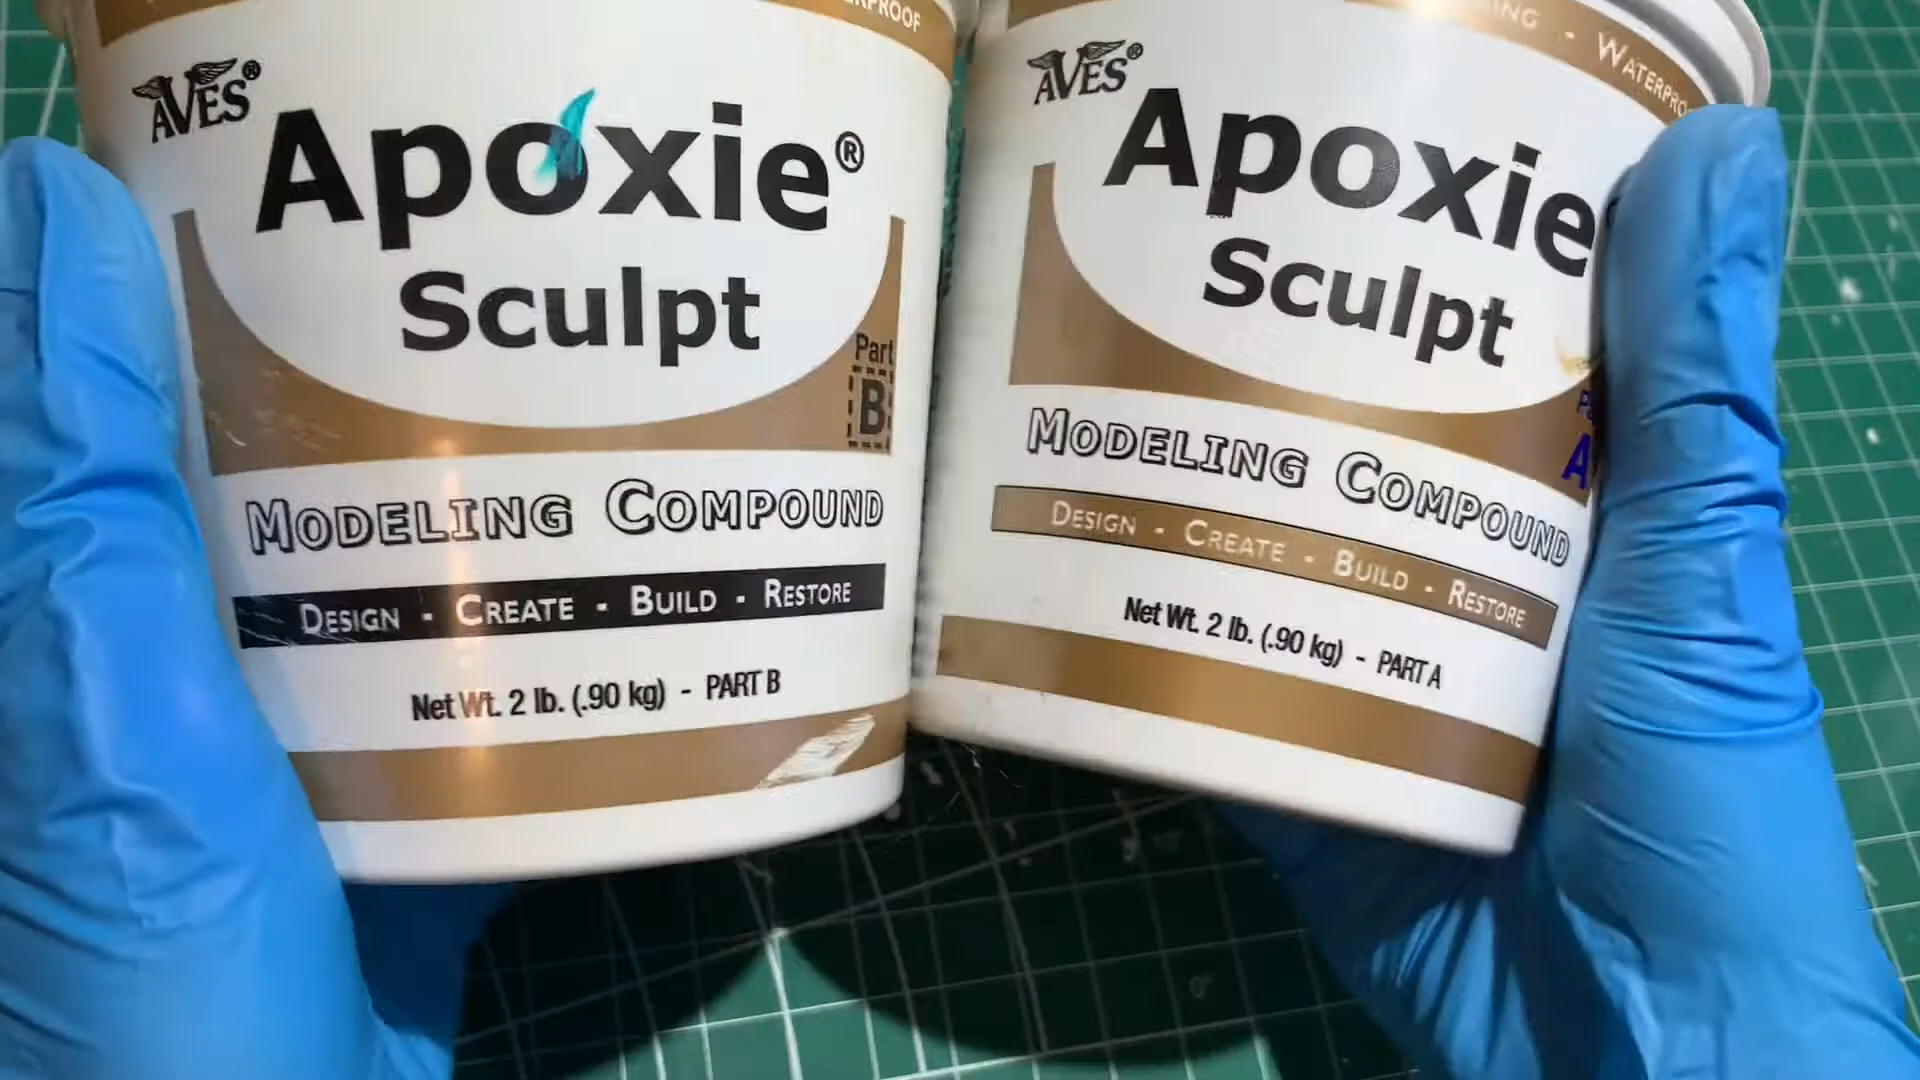 AVES®
Apoxie®
Sculpt
Part
B
MODELING COMPOUND
DESIGN - CREATE - BUILD - RESTORE
Net Wt. 2 lb. (.90 kg) - PART B
- WATERPROO
AVES®
Apoxie
Sculpt
A
MODELING COMPOUND
DESIGN - CREATE - BUILD - RESTORE
Net Wt. 2 lb. (.90 kg) - PART A